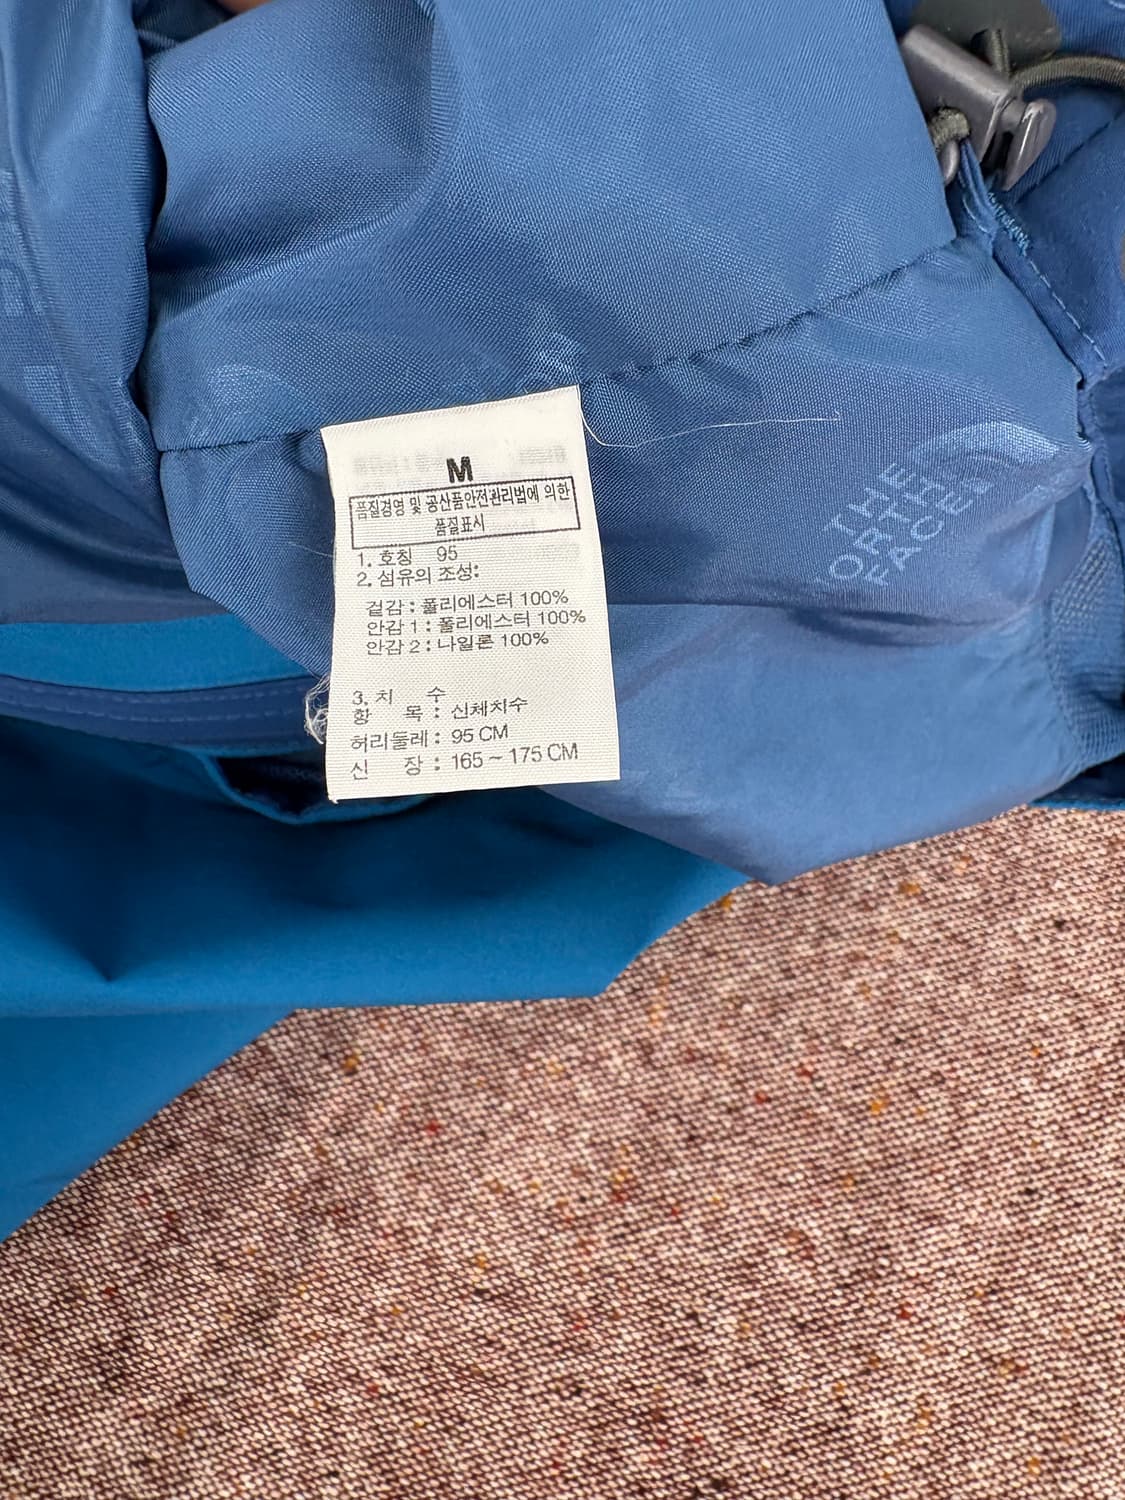 M
품질경영 및 공산품안전관리법에 의한
품질표시
1. 호칭 95
2. 섬유의 조성:
겉감 : 폴리에스터 100%
안감 1 : 폴리에스터 100%
안감 2 : 나일론 100%
3. 치 수
항 목 : 신체치수
허리둘레 : 95 CM
신 장 : 165 ~ 175 CM
THE
NORTH
FACE